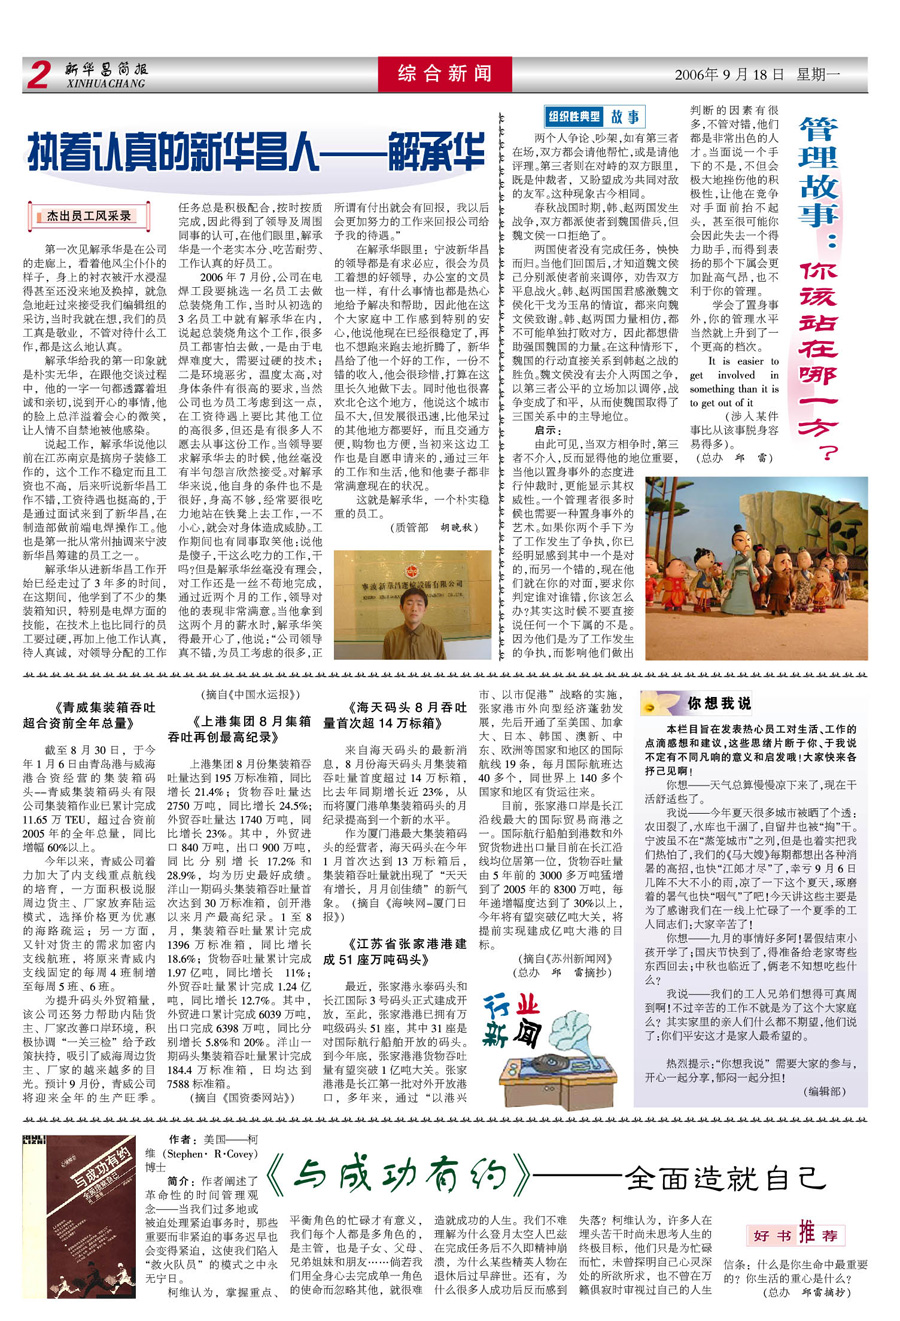 2
新华昌简报
XINHUACHANG
综合新闻
2006年9月18日 星期一
执着认真的新华昌人——解承华
杰出员工风采录
第一次见解承华是在公司
的走廊上，看着他风尘仆仆的
样子，身上的衬衣被汗水浸湿
得甚至还没来地及换掉，就急
急地赶过来接受我们编辑组的
采访，当时我就在想，我们的员
工真是敬业，不管对待什么工
作，都是这么地认真。
解承华给我的第一印象就
是朴实无华，在跟他交谈过程
中，他的一字一句都透露着坦
诚和亲切，说到开心的事情，他
的脸上总洋溢着会心的微笑，
让人情不自禁地被他感染。
说起工作，解承华说他以
前在江苏南京是搞房子装修工
作的，这个工作不稳定而且工
资也不高，后来听说新华昌工
作不错，工资待遇也挺高的，于
是通过面试来到了新华昌，在
制造部做前端电焊操作工。他
也是第一批从常州抽调来宁波
新华昌筹建的员工之一。
解承华从进新华昌工作开
始已经走过了3年多的时间，
在这期间，他学到了不少的集
装箱知识，特别是电焊方面的
技能，在技术上也比同行的员
工要过硬，再加上他工作认真，
待人真诚，对领导分配的工作
任务总是积极配合，按时按质
完成，因此得到了领导及周围
同事的认可，在他们眼里，解承
华是一个老实本分、吃苦耐劳、
工作认真的好员工。
2006年7月份，公司在电
焊工段要挑选一名员工去做
总装烧角工作，当时从初选的
3名员工中就有解承华在内，
说起总装烧角这个工作，很多
员工都害怕去做，一是由于电
焊难度大，需要过硬的技术；
二是环境恶劣，温度太高，对
身体条件有很高的要求，当然
公司也为员工考虑到这一点，
在工资待遇上要比其他工位
的高很多，但还是有很多人不
愿去从事这份工作。当领导要
求解承华去的时候，他丝毫没
有半句怨言欣然接受。对解承
华来说，他自身的条件也不是
很好，身高不够，经常要很吃
力地站在铁凳上去工作，一不
小心，就会对身体造成威胁。工
作期间也有同事取笑他；说他
是傻子，干这么吃力的工作，干
吗？但是解承华丝毫没有理会，
对工作还是一丝不苟地完成，
通过近两个月的工作，领导对
他的表现非常满意。当他拿到
这两个月的薪水时，解承华笑
得最开心了，他说：“公司领导
真不错，为员工考虑的很多，正
所谓有付出就会有回报，我以后
会更加努力的工作来回报公司给
予我的待遇。”
在解承华眼里：宁波新华昌
的领导都是有求必应，很会为员
工着想的好领导，办公室的文员
也一样，有什么事情也都是热心
地给予解决和帮助，因此他在这
个大家庭中工作感到特别的安
心，他说他现在已经很稳定了，再
也不想跑来跑去地折腾了，新华
昌给了他一个好的工作，一份不
错的收入，他会很珍惜，打算在这
里长久地做下去。同时他也很喜
欢北仑这个地方，他说这个城市
虽不大，但发展很迅速，比他呆过
的其他地方都要好，而且交通方
便，购物也方便，当初来这边工
作也是自愿申请来的，通过三年
的工作和生活，他和他妻子都非
常满意现在的状况。
这就是解承华，一个朴实稳
重的员工。
(质管部 胡晚秋)
组织性典型 故事
两个人争论、吵架，如有第三者
在场，双方都会请他帮忙，或是请他
评理。第三者则在对峙的双方眼里，
既是仲裁者，又盼望成为共同对敌
的友军。这种现象古今相同。
春秋战国时期，韩、赵两国发生
战争，双方都派使者到魏国借兵，但
魏文侯一口拒绝了。
两国使者没有完成任务，怏怏
而归。当他们回国后，才知道魏文侯
已分别派使者前来调停，劝告双方
平息战火。韩、赵两国国君感激魏文
侯化干戈为玉帛的情谊，都来向魏
文侯致谢。韩、赵两国力量相仿，都
不可能单独打败对方，因此都想借
助强国魏国的力量。在这种情形下，
魏国的行动直接关系到韩赵之战的
胜负。魏文侯没有去介入两国之争，
以第三者公平的立场加以调停，战
争变成了和平，从而使魏国取得了
三国关系中的主导地位。
启示：
由此可见，当双方相争时，第三
者不介入，反而显得他的地位重要，
当他以置身事外的态度进
行仲裁时，更能显示其权
威性。一个管理者很多时
候也需要一种置身事外的
艺术。如果你两个手下为
了工作发生了争执，你已
经明显感到其中一个是对
的，而另一个错的，现在他
们就在你的对面，要求你
判定谁对谁错，你该怎么
办？其实这时候不要直接
说任何一个下属的不是。
因为他们是为了工作发生
的争执，而影响他们做出
判断的因素有很
多，不管对错，他们
都是非常出色的人
才。当面说一个手
下的不是，不但会
极大地挫伤他的积
极性，让他在竞争
对手面前抬不起
头，甚至很可能你
会因此失去一个得
力助手，而得到表
扬的那个下属会更
加趾高气昂，也不
利于你的管理。
学会了置身事
外，你的管理水平
当然就上升到了一
个更高的档次。
It is easier to
get involved in
something than it is
to get out of it
(涉入某件
事比从该事脱身容
易得多)。
(总办 邱 雷)
管理故事：你该站在哪一方？
《青威集装箱吞吐
超合资前全年总量》
截至8月30日，于今
年1月6日由青岛港与威海
港合资经营的集装箱码
头--青威集装箱码头有限
公司集装箱作业已累计完成
11.65万TEU，超过合资前
2005年的全年总量，同比
增幅60%以上。
今年以来，青威公司着
力加大了内支线重点航线
的培育，一方面积极说服
周边货主、厂家放弃陆运
模式，选择价格更为优惠
的海路疏运；另一方面，
又针对货主的需求加密内
支线航班，将原来青威内
支线固定的每周4班制增
至每周5班、6班。
为提升码头外贸箱量，
该公司还努力帮助内陆货
主、厂家改善口岸环境，积
极协调“一关三检”给予政
策扶持，吸引了威海周边货
主、厂家的越来越多的目
光。预计9月份，青威公司
将迎来全年的生产旺季。
(摘自《中国水运报》)
《上港集团8月集箱
吞吐再创最高纪录》
上港集团8月份集装箱吞
吐量达到195万标准箱，同比
增长21.4%；货物吞吐量达
2750万吨，同比增长24.5%;
外贸吞吐量达1740万吨，同
比增长23%。其中，外贸进
口840万吨，出口900万吨，
同比分别增长17.2%和
28.9%，均为历史最好成绩。
洋山一期码头集装箱吞吐量首
次达到30万标准箱，创开港
以来月产最高纪录。1至8
月，集装箱吞吐量累计完成
1396万标准箱，同比增长
18.6%；货物吞吐量累计完成
1.97亿吨，同比增长 11%;
外贸吞吐量累计完成1.24亿
吨，同比增长12.7%。其中，
外贸进口累计完成6039万吨，
出口完成6398万吨，同比分
别增长5.8%和20%。洋山一
期码头集装箱吞吐量累计完成
184.4万标准箱，日均达到
7588标准箱。
(摘自《国资委网站》)
《海天码头8月吞吐
量首次超14万标箱》
来自海天码头的最新消
息，8月份海天码头月集装箱
吞吐量首度超过14万标箱，
比去年同期增长近23%，从
而将厦门港单集装箱码头的月
纪录提高到一个新的水平。
作为厦门港最大集装箱码
头的经营者，海天码头在今年
1月首次达到13万标箱后，
集装箱吞吐量就出现了“天天
有增长，月月创佳绩”的新气
象。(摘自《海峡网-厦门日
报》)
《江苏省张家港港建
成51座万吨码头》
最近，张家港永泰码头和
长江国际3号码头正式建成开
放，至此，张家港港已拥有万
吨级码头51座，其中31座是
对国际航行船舶开放的码头。
到今年底，张家港港货物吞吐
量有望突破1亿吨大关。张家
港港是长江第一批对外开放港
口，多年来，通过“以港兴
市、以市促港”战略的实施，
张家港市外向型经济蓬勃发
展，先后开通了至美国、加拿
大、日本、韩国、澳新、中
东、欧洲等国家和地区的国际
航线19条，每月国际航班达
40多个，同世界上140多个
国家和地区有货运往来。
目前，张家港口岸是长江
沿线最大的国际贸易商港之
一。国际航行船舶到港数和外
贸货物进出口量目前在长江沿
线均位居第一位，货物吞吐量
由5年前的3000多万吨猛增
到了2005年的8300万吨，每
年递增幅度达到了30%以上，
今年将有望突破亿吨大关，将
提前实现建成亿吨大港的目
标。
(摘自《苏州新闻网》)
(总办 邱 雷摘抄)
行业新闻
你想我说
本栏目旨在发表热心员工对生活、工作的
点滴感想和建议，这些思绪片断于你、于我说
不定有不同凡响的意义和启发哦！大家快来各
抒己见啊！
你想——天气总算慢慢凉下来了，现在干
活舒适些了。
我说——今年夏天很多城市被晒了个透；
农田裂了，水库也干涸了，自留井也被“掏”干。
宁波虽不在“蒸笼城市”之列，但是也着实把我
们热怕了，我们的《马大嫂》每期都想出各种消
暑的高招，也快“江郎才尽”了，幸亏9月6日
几阵不大不小的雨，凉了一下这个夏天，琢磨
着的暑气也快“咽气”了吧！今天讲这些主要是
为了感谢我们在一线上忙碌了一个夏季的工
人同志们；大家辛苦了！
你想——九月的事情好多阿！暑假结束小
孩开学了；国庆节快到了，得准备给老家寄些
东西回去；中秋也临近了，俩老不知想吃些什
么？
我说——我们的工人兄弟们想得可真周
到啊！不过辛苦的工作不就是为了这个大家庭
么？其实家里的亲人们什么都不期望，他们说
了；你们平安这才是家人最希望的。
热烈提示：“你想我说”需要大家的参与，
开心一起分享，郁闷一起分担！
(编辑部)
与成功有约
作者：美国——柯
维(Stephen· R·Covey)
博士
简介：作者阐述了
革命性的时间管理观
念——当我们过多地或
被迫处理紧迫事务时，那些
重要而非紧迫的事务迟早也
会变得紧迫，这使我们陷入
“救火队员”的模式之中永
无宁日。
柯维认为，掌握重点、
《与成功有约》——全面造就自己
平衡角色的忙碌才有意义，
我们每个人都是多角色的，
是主管，也是子女、父母、
兄弟姐妹和朋友……倘若我
们用全身心去完成单一角色
的使命而忽略其他，就很难
造就成功的人生。我们不难
理解为什么登月太空人巴兹
在完成任务后不久即精神崩
溃，为什么某些精英人物在
退休后过早辞世。还有，为
什么很多人成功后反而感到
失落？柯维认为，许多人在
埋头苦干时尚未思考人生的
终极目标，他们只是为忙碌
而忙，未曾探明自己心灵深
处的所欲所求，也不曾在万
籁俱寂时审视过自己的人生
好书推荐
信条：什么是你生命中最重要
的？你生活的重心是什么？
(总办 邱雷摘抄)